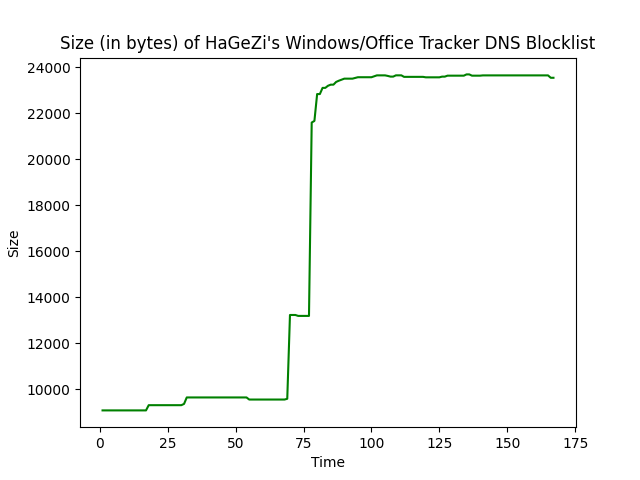 Size (in bytes) of HaGeZi's Windows/Office Tracker DNS Blocklist
24000
22000
20000
18000
16000
14000
12000
10000
Size
0 25 50 75 100 125 150 175
Time